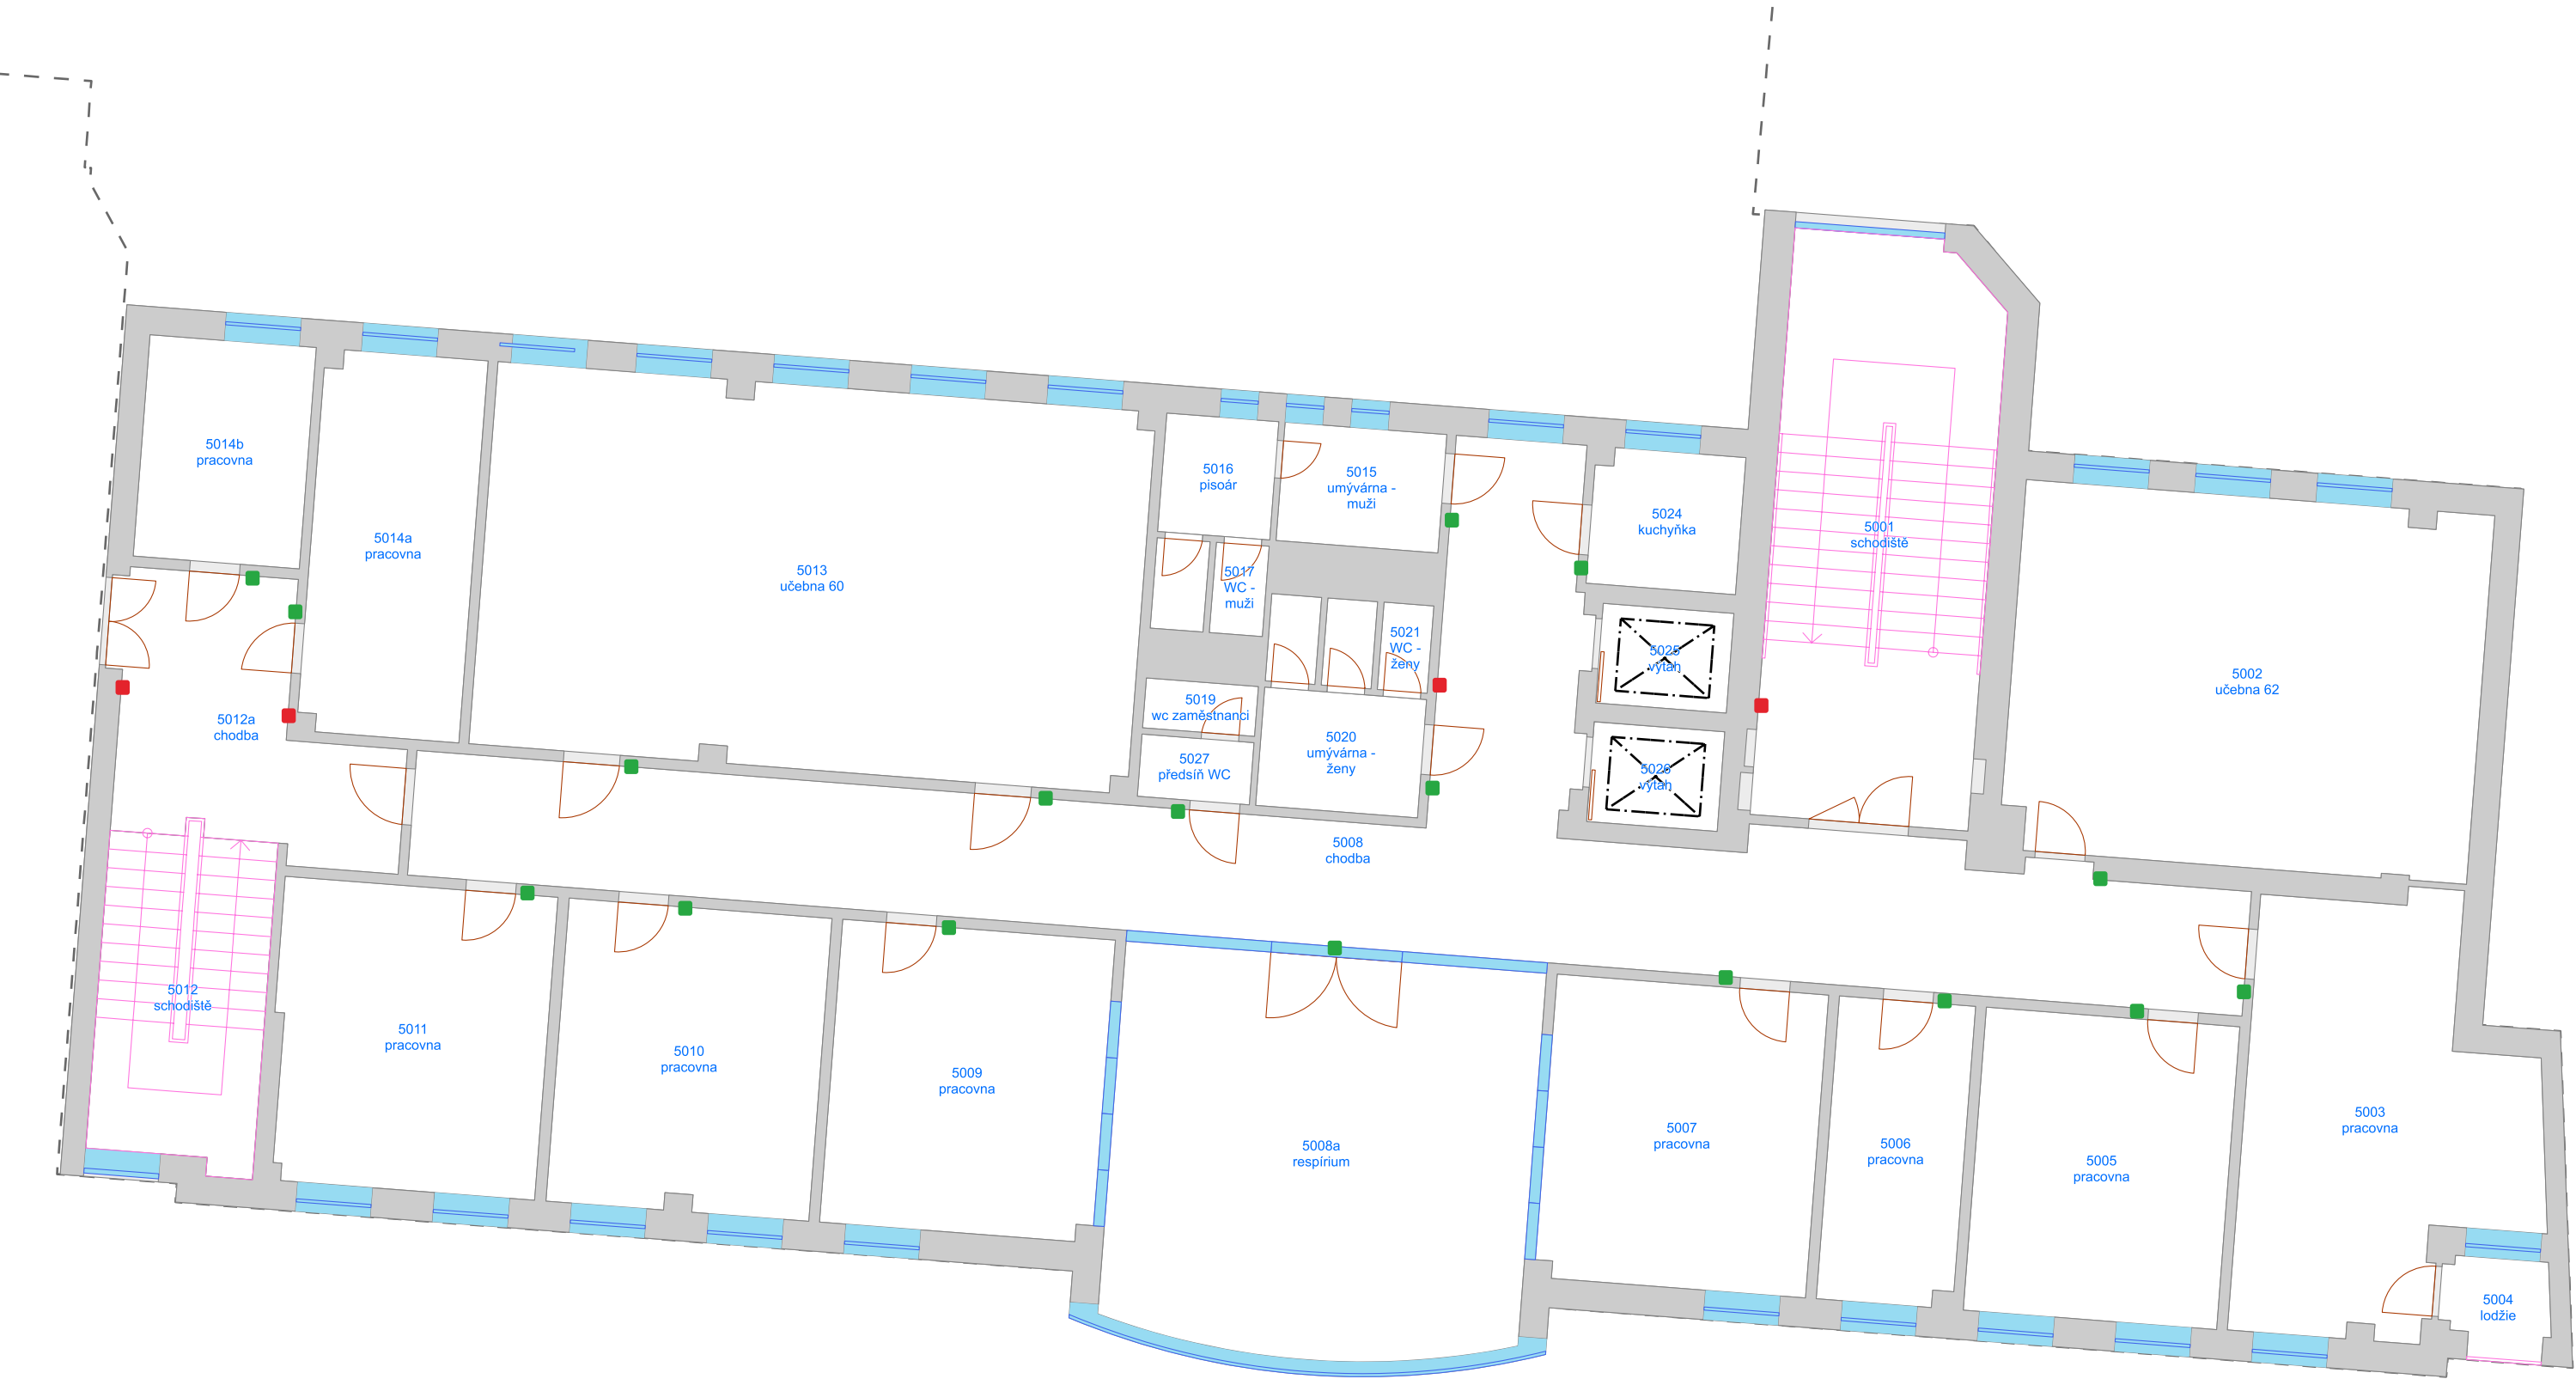 5014b
pracovna
5014a
pracovna
5013
učebna 60
5016
pisoár
5015
umývárna -
muži
5017
WC -
muži
5024
kuchyňka
5001
schodiště
5021
WC -
ženy
5025
výtah
5002
učebna 62
5012a
chodba
5019
wc zaměstnanci
5027
předsíň WC
5020
umývárna -
ženy
5026
výtah
5008
chodba
5012
schodiště
5011
pracovna
5010
pracovna
5009
pracovna
5008a
respírium
5007
pracovna
5006
pracovna
5005
pracovna
5003
pracovna
5004
lodžie